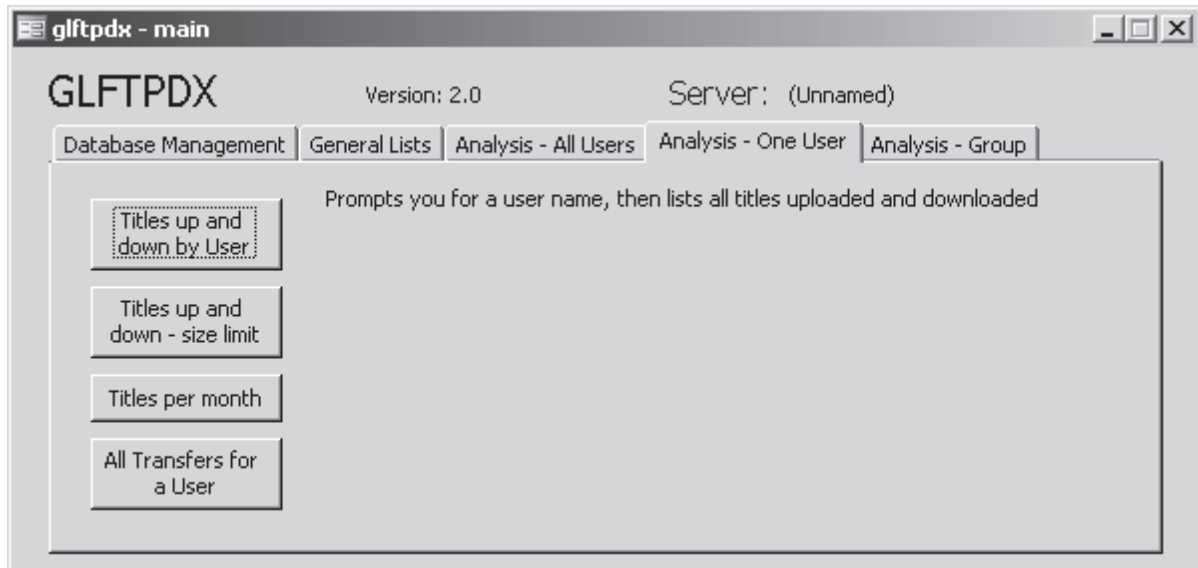 glftpdx - main
GLFTPDX Version: 2.0 Server: (Unnamed)
Database Management General Lists Analysis - All Users Analysis - One User Analysis - Group
Prompts you for a user name, then lists all titles uploaded and downloaded
Titles up and
down by User
Titles up and
down - size limit
Titles per month
All Transfers for
a User